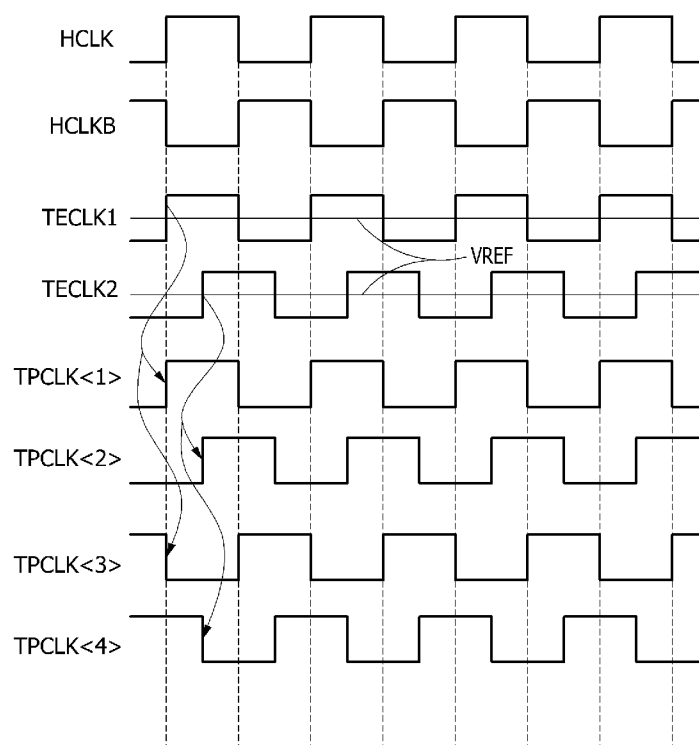 HCLK
HCLKB
TECLK1
VREF
TECLK2
TPCLK<1>
TPCLK<2>
TPCLK<3>
TPCLK<4>